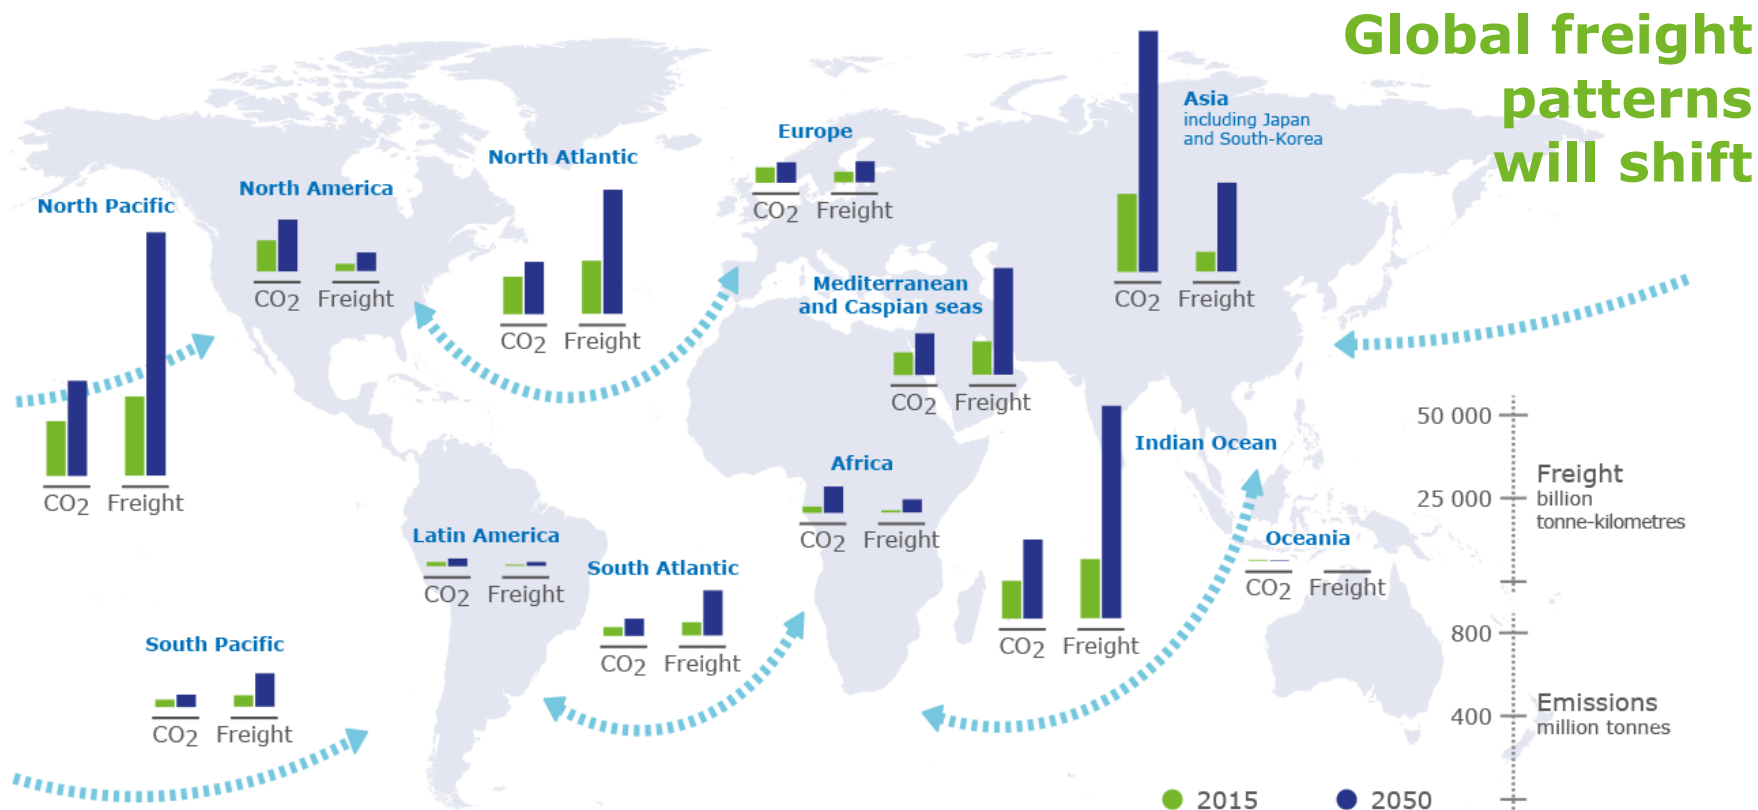 Global freight
patterns
will shift
North Pacific
CO2 Freight
North America
CO2 Freight
North Atlantic
CO2 Freight
Europe
CO2 Freight
Asia
including Japan
and South-Korea
CO2 Freight
Mediterranean
and Caspian seas
CO2 Freight
Africa
CO2 Freight
Indian Ocean
CO2 Freight
Latin America
CO2 Freight
South Atlantic
CO2 Freight
Oceania
CO2 Freight
South Pacific
CO2 Freight
50 000
25 000
Freight
billion
tonne-kilometres
800
400
Emissions
million tonnes
2015 2050